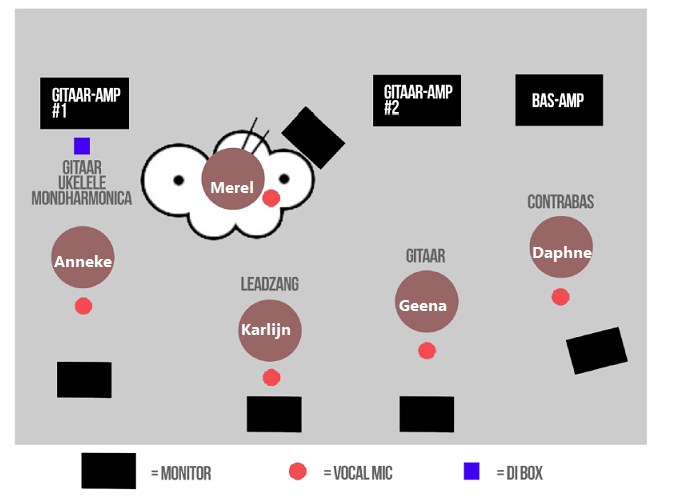 GITAAR-AMP
#1
GITAAR-AMP
#2
BAS-AMP
GITAAR
UKELELE
MONDHARMONICA
Merel
CONTRABAS
Anneke
Daphne
GITAAR
LEADZANG
Geena
Karlijn
= MONITOR
= VOCAL MIC
= DI BOX